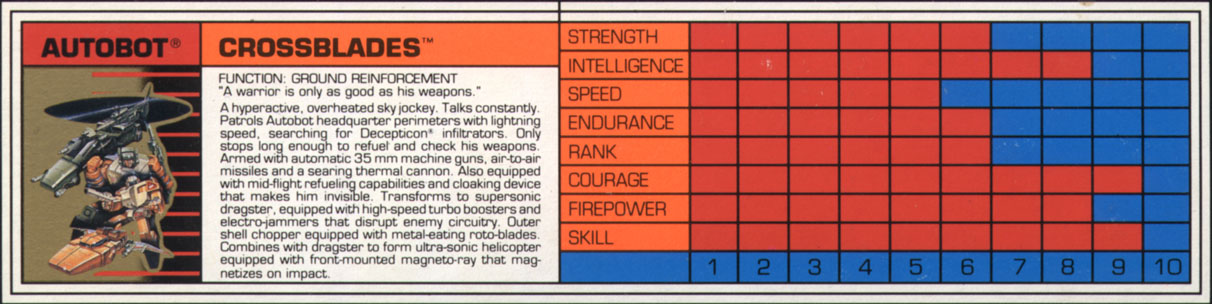 AUTOBOT®
CROSSBLADES™
FUNCTION: GROUND REINFORCEMENT
"A warrior is only as good as his weapons."
A hyperactive, overheated sky jockey. Talks constantly.
Patrols Autobot headquarter perimeters with lightning
speed, searching for Decepticon® infiltrators. Only
stops long enough to refuel and check his weapons.
Armed with automatic 35 mm machine guns, air-to-air
missiles and a searing thermal cannon. Also equipped
with mid-flight refueling capabilities and cloaking device
that makes him invisible. Transforms to supersonic
dragster, equipped with high-speed turbo boosters and
electro-jammers that disrupt enemy circuitry. Outer
shell chopper equipped with metal-eating roto-blades.
Combines with dragster to form ultra-sonic helicopter
equipped with front-mounted magneto-ray that mag-
netizes on impact.
STRENGTH
INTELLIGENCE
SPEED
ENDURANCE
RANK
COURAGE
FIREPOWER
SKILL
1 2 3 4 5 6 7 8 9 10